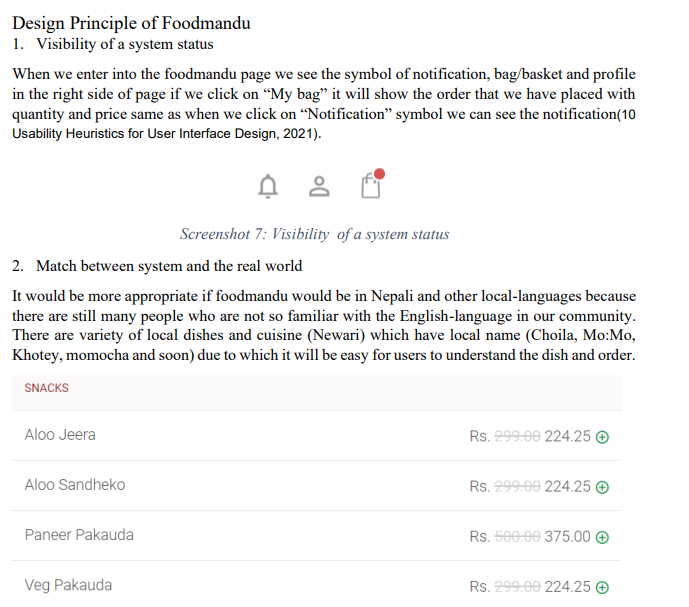 Design Principle of Foodmandu
1. Visibility of a system status
When we enter into the foodmandu page we see the symbol of notification, bag/basket and profile
in the right side of page if we click on “My bag” it will show the order that we have placed with
quantity and price same as when we click on “Notification” symbol we can see the notification(10
Usability Heuristics for User Interface Design, 2021).
Screenshot 7: Visibility of a system status
2. Match between system and the real world
It would be more appropriate if foodmandu would be in Nepali and other local-languages because
there are still many people who are not so familiar with the English-language in our community.
There are variety of local dishes and cuisine (Newari) which have local name (Choila, Mo:Mo,
Khotey, momocha and soon) due to which it will be easy for users to understand the dish and order.
SNACKS
Aloo Jeera Rs. 299.00 224.25
Aloo Sandheko Rs. 299.00 224.25
Paneer Pakauda Rs. 500.00 375.00
Veg Pakauda Rs. 299.00 224.25